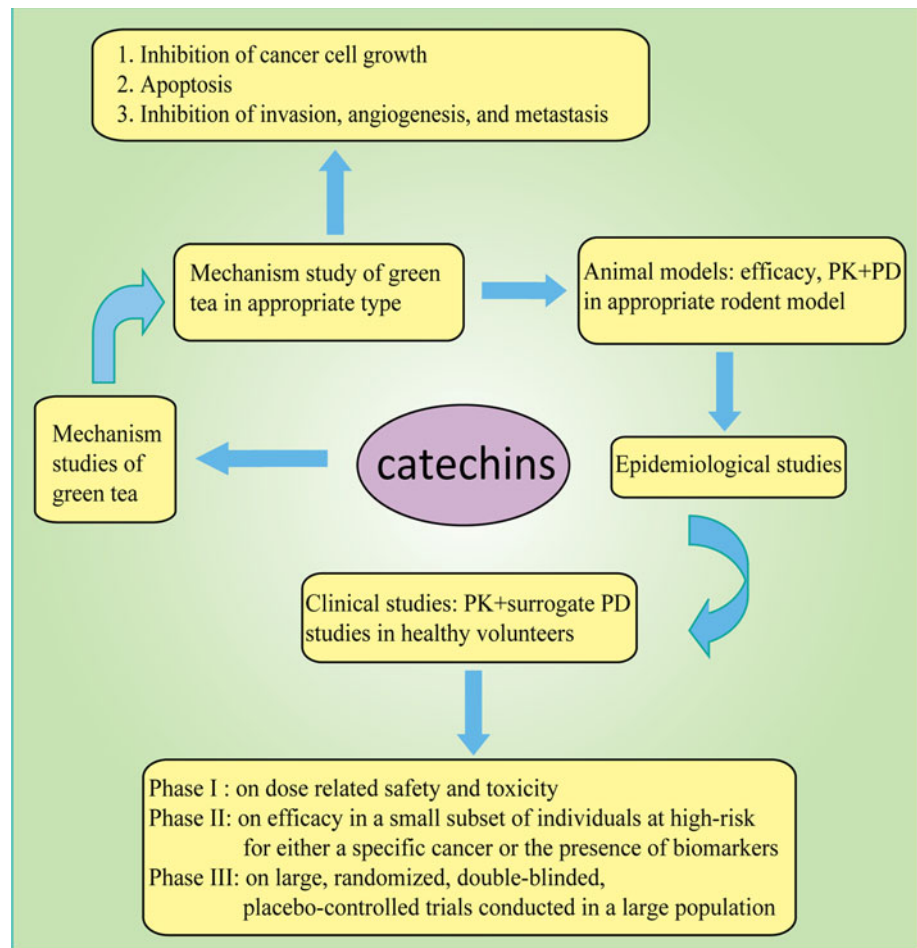 1. Inhibition of cancer cell growth
2. Apoptosis
3. Inhibition of invasion, angiogenesis, and metastasis
Mechanism study of green
tea in appropriate type
Animal models: efficacy, PK+PD
in appropriate rodent model
Mechanism
studies of
green tea
catechins
Epidemiological studies
Clinical studies: PK+surrogate PD
studies in healthy volunteers
Phase I : on dose related safety and toxicity
Phase II: on efficacy in a small subset of individuals at high-risk
for either a specific cancer or the presence of biomarkers
Phase III: on large, randomized, double-blinded,
placebo-controlled trials conducted in a large population